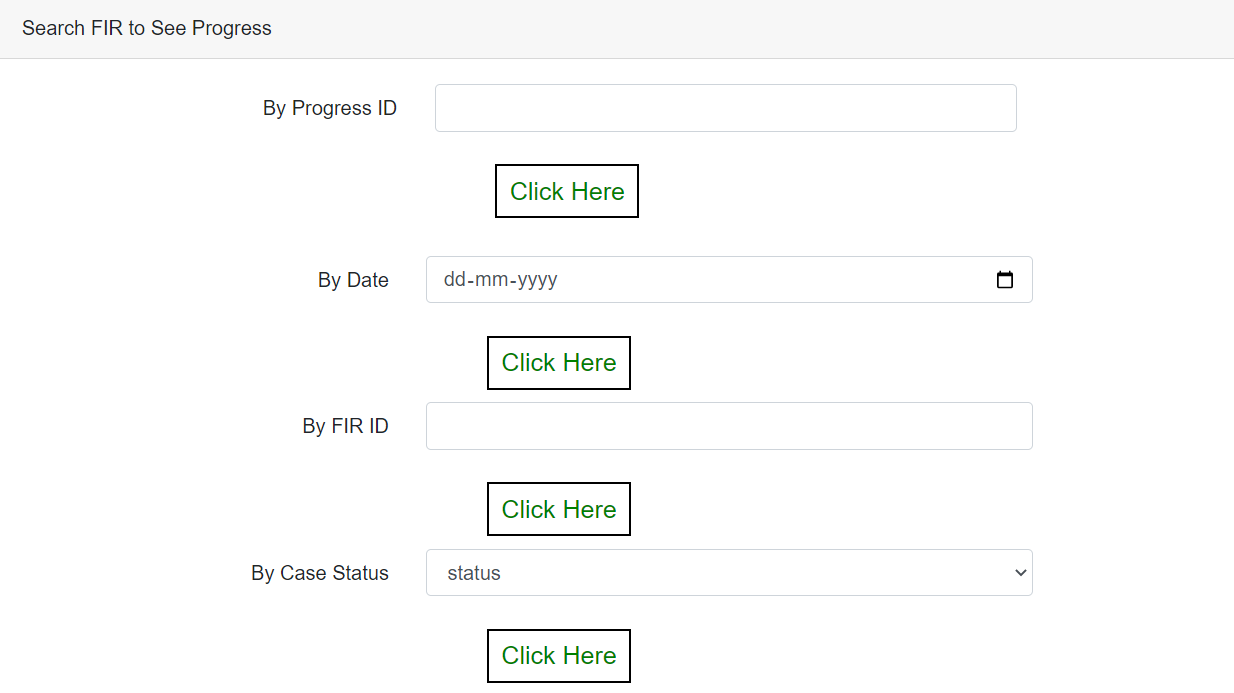 Search FIR to See Progress
By Progress ID
Click Here
By Date dd-mm-yyyy
Click Here
By FIR ID
Click Here
By Case Status status
Click Here